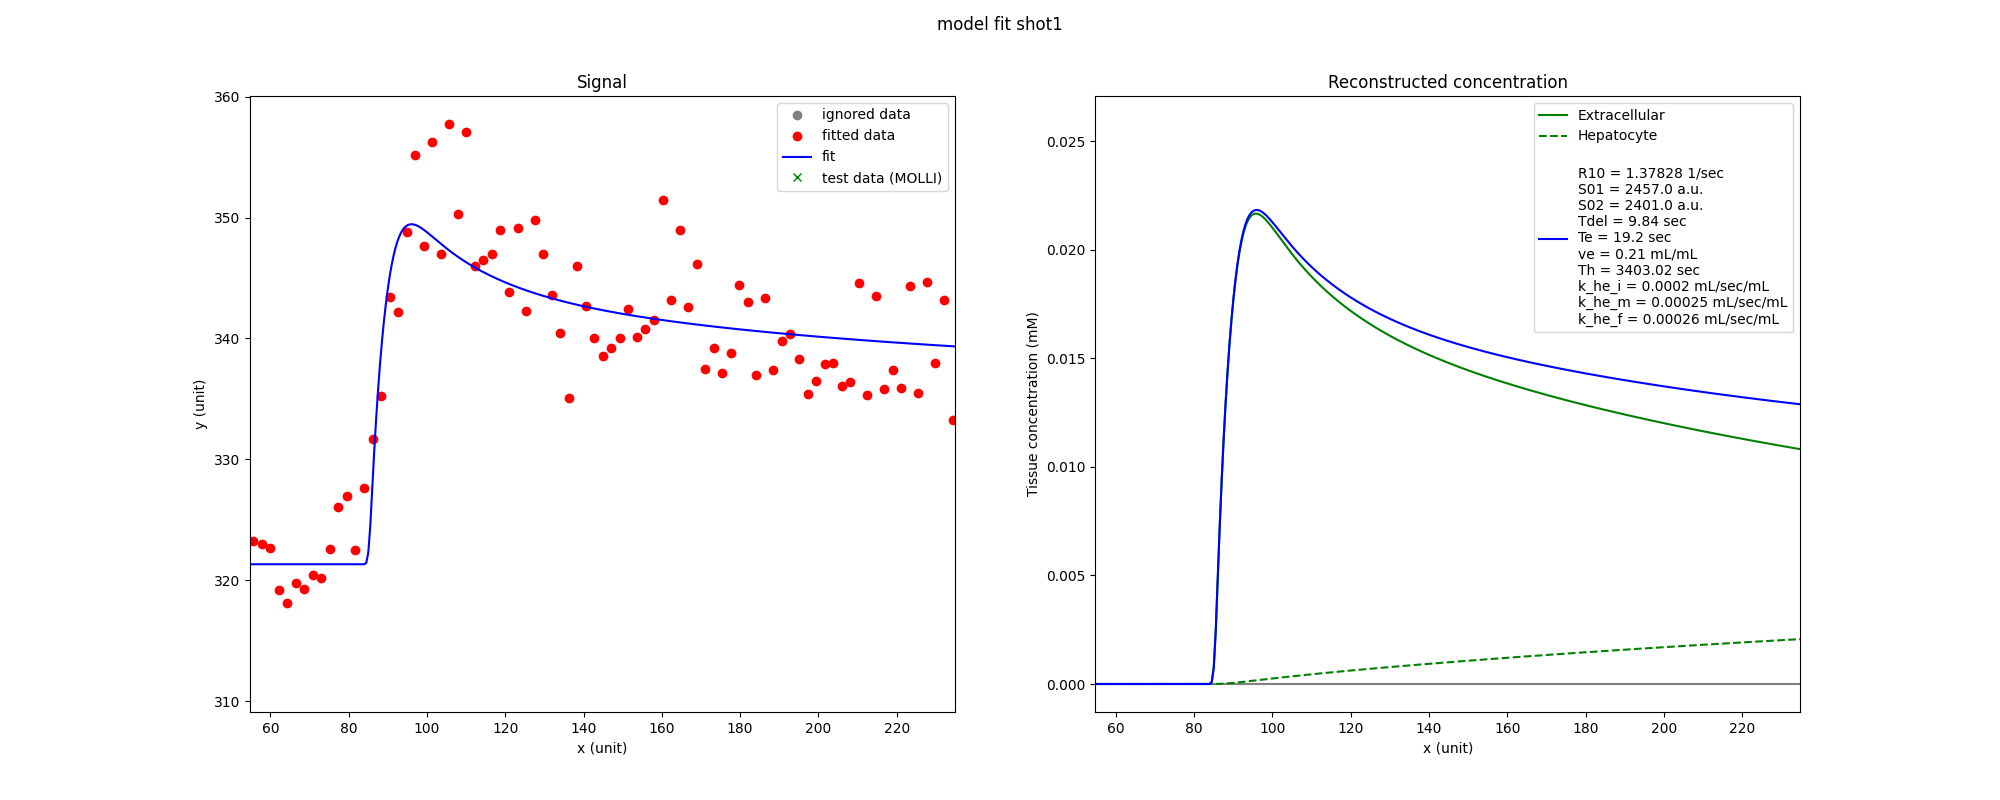 model fit shot1
Signal
360
350
340
330
320
310
y (unit)
60 80 100 120 140 160 180 200 220
x (unit)
ignored data
fitted data
fit
test data (MOLLI)
Reconstructed concentration
0.025
0.020
0.015
0.010
0.005
0.000
Tissue concentration (mM)
60 80 100 120 140 160 180 200 220
x (unit)
Extracellular
Hepatocyte
R10 = 1.37828 1/sec
S01 = 2457.0 a.u.
S02 = 2401.0 a.u.
Tdel = 9.84 sec
Te = 19.2 sec
ve = 0.21 mL/mL
Th = 3403.02 sec
k_he_i = 0.0002 mL/sec/mL
k_he_m = 0.00025 mL/sec/mL
k_he_f = 0.00026 mL/sec/mL